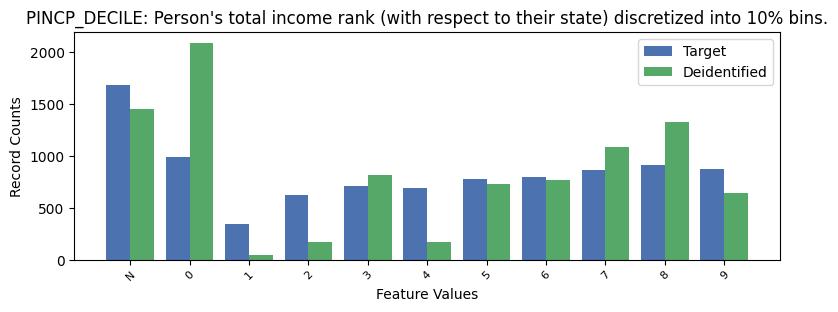 PINCP_DECILE: Person's total income rank (with respect to their state) discretized into 10% bins.
Target
Deidentified
Record Counts
2000
1500
1000
500
0
N 0 1 2 3 4 5 6 7 8 9
Feature Values